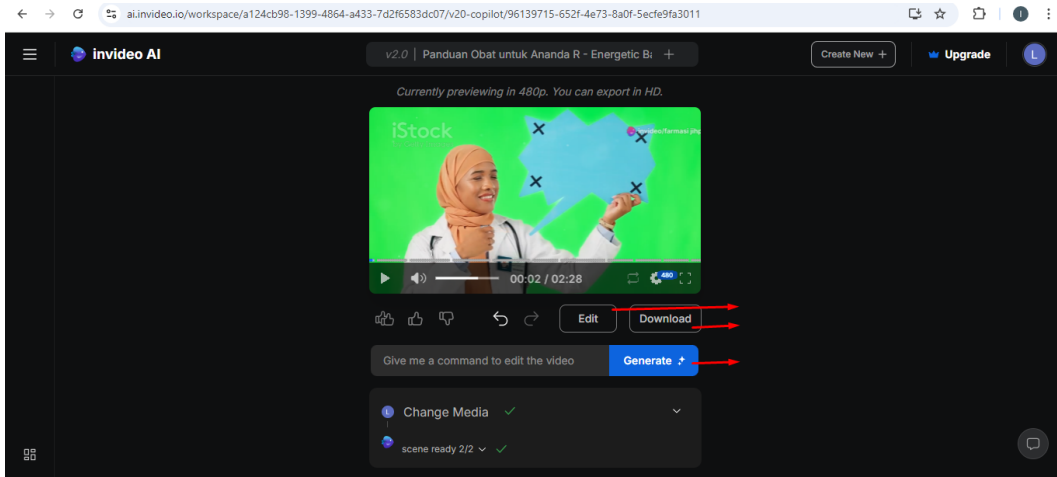 ai.invideo.io/workspace/a124cb98-1399-4864-a433-7d2f6583dc07/v20-copilot/96139715-652f-4e73-8a0f-5ecfe9fa3011
invideo AI
v2.0 | Panduan Obat untuk Ananda R - Energetic Ba +
Create New +
Upgrade
L
Currently previewing in 480p. You can export in HD.
iStock
invideo/farmasi
00:02 / 02:28
480
Edit
Download
Give me a command to edit the video
Generate
L
Change Media
scene ready 2/2